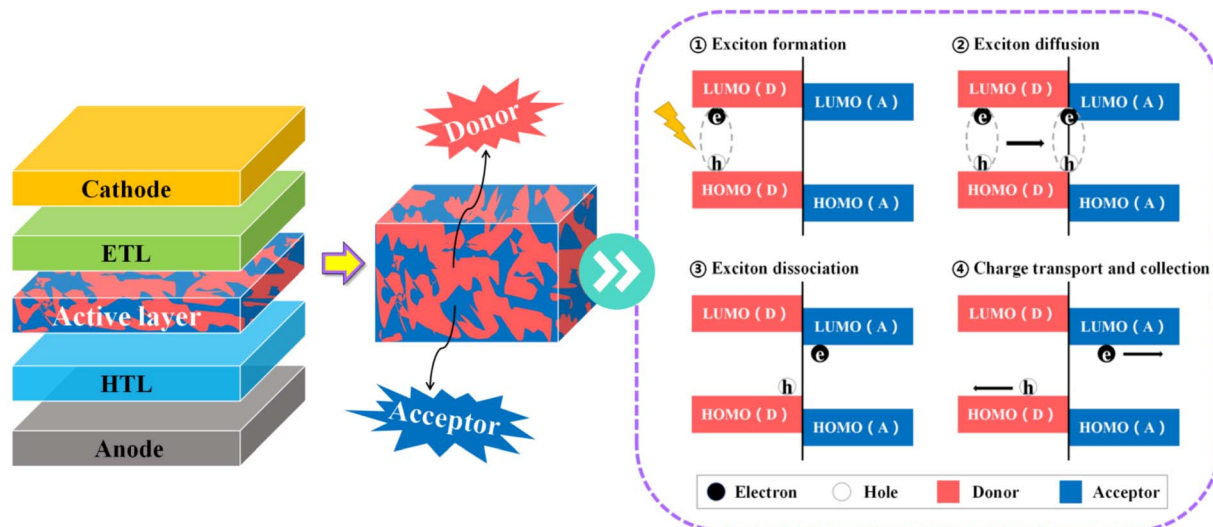 Cathode
ETL
Active layer
HTL
Anode
Donor
Acceptor
① Exciton formation
LUMO ( D )
LUMO ( A )
e
h
HOMO ( D )
HOMO ( A )
② Exciton diffusion
LUMO ( D )
LUMO ( A )
e
e
h
h
HOMO ( D )
HOMO ( A )
③ Exciton dissociation
LUMO ( D )
LUMO ( A )
e
h
HOMO ( D )
HOMO ( A )
④ Charge transport and collection
LUMO ( D )
LUMO ( A )
e
h
HOMO ( D )
HOMO ( A )
Electron
Hole
Donor
Acceptor